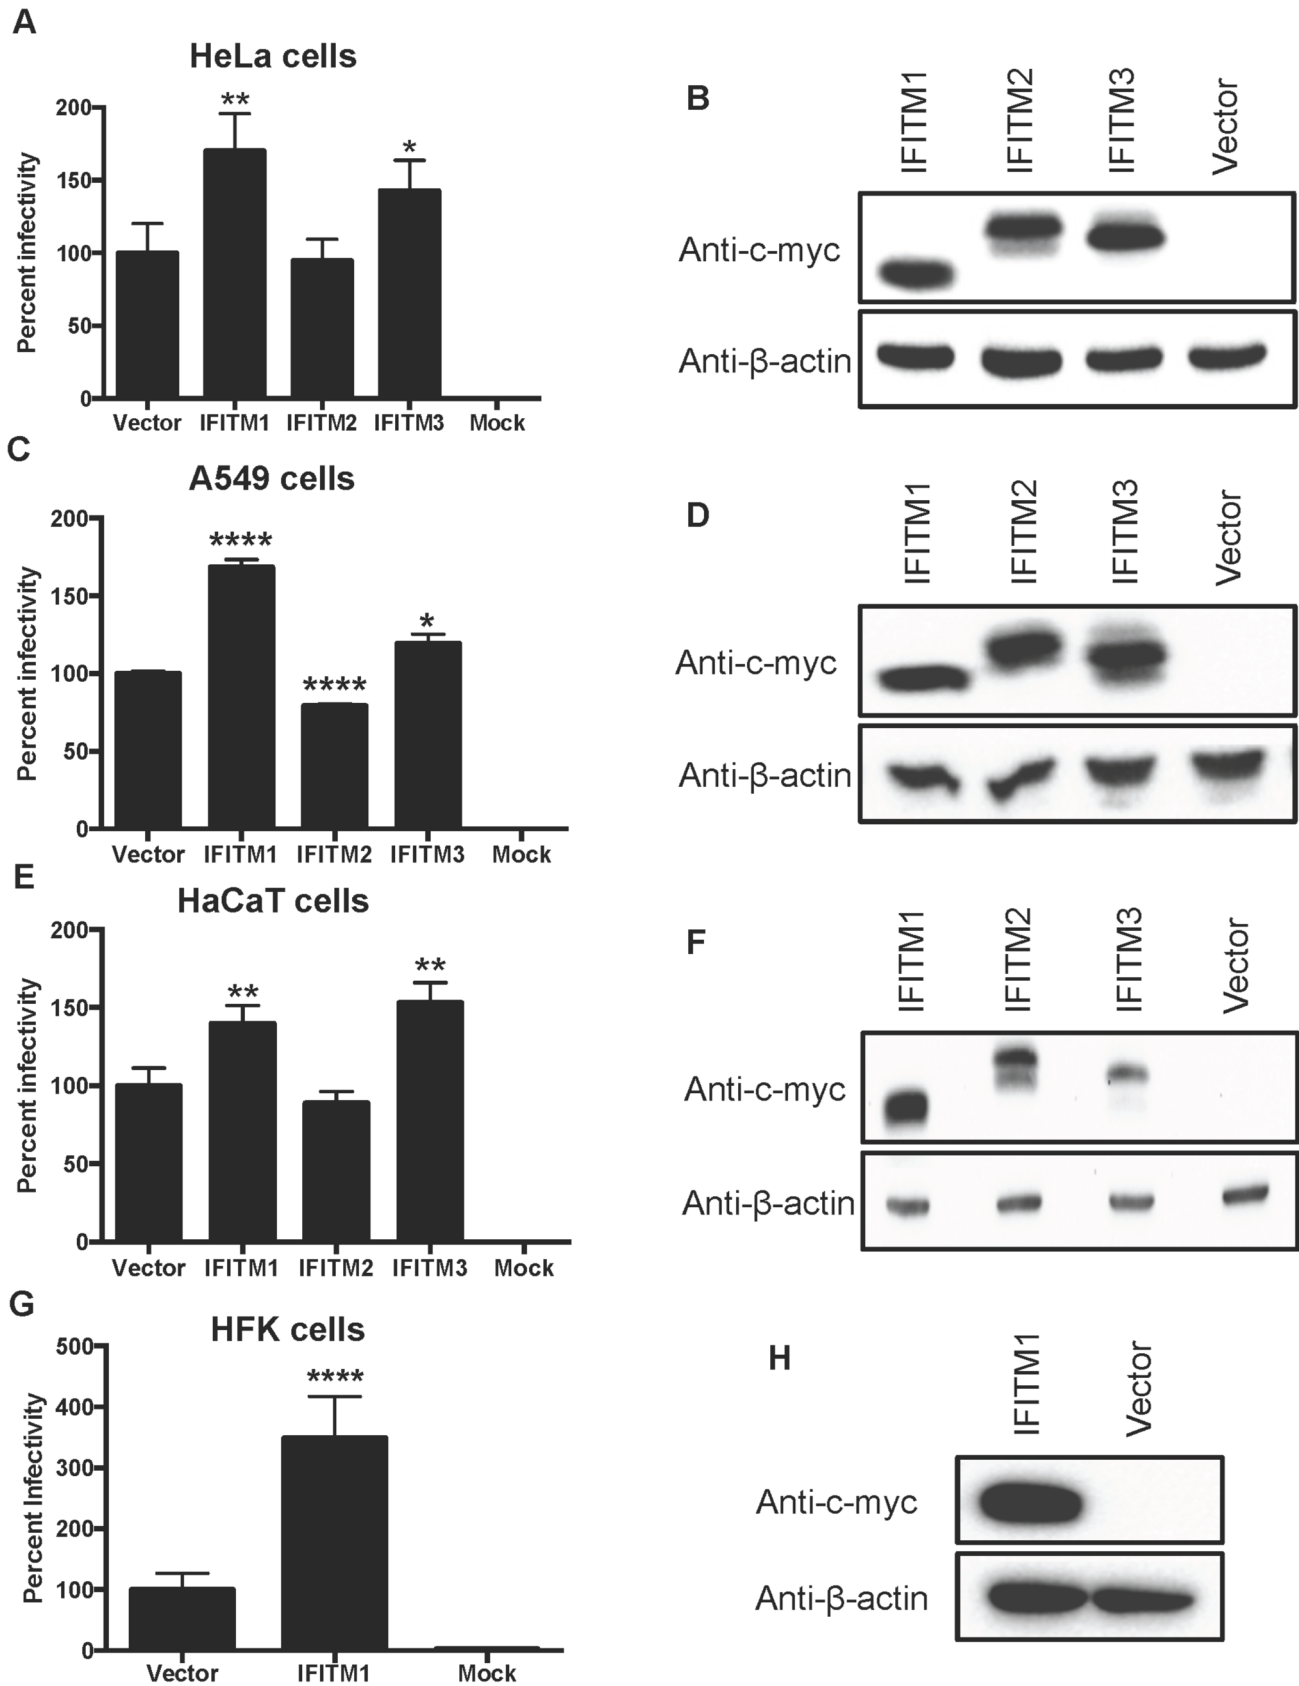 A
HeLa cells
Percent infectivity
200
150
100
50
0
**
*
Vector IFITM1 IFITM2 IFITM3 Mock
B
IFITM1 IFITM2 IFITM3 Vector
Anti-c-myc
Anti-β-actin
C
A549 cells
Percent infectivity
200
150
100
50
0
****
****
*
Vector IFITM1 IFITM2 IFITM3 Mock
D
IFITM1 IFITM2 IFITM3 Vector
Anti-c-myc
Anti-β-actin
E
HaCaT cells
Percent infectivity
200
150
100
50
0
**
**
Vector IFITM1 IFITM2 IFITM3 Mock
F
IFITM1 IFITM2 IFITM3 Vector
Anti-c-myc
Anti-β-actin
G
HFK cells
Percent Infectivity
500
400
300
200
100
0
****
Vector IFITM1 Mock
H
IFITM1 Vector
Anti-c-myc
Anti-β-actin